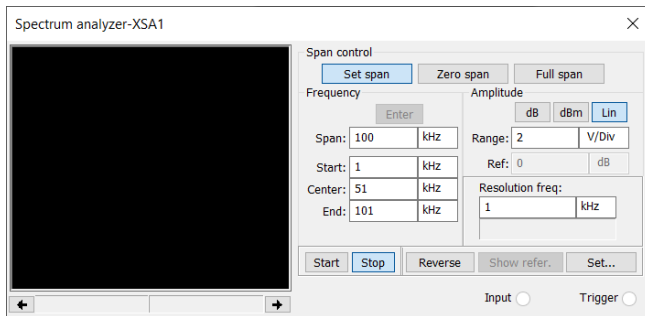 Spectrum analyzer-XSA1
Span control
Set span Zero span Full span
Frequency
Enter
Span: 100 kHz
Start: 1 kHz
Center: 51 kHz
End: 101 kHz
Amplitude
dB dBm Lin
Range: 2 V/Div
Ref: 0 dB
Resolution freq:
1 kHz
Start Stop Reverse Show refer. Set...
Input Trigger